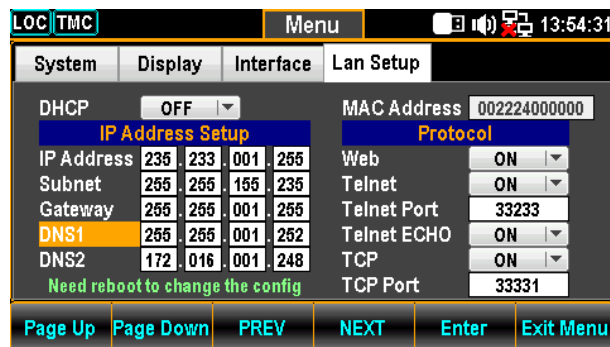 LOC TMC Menu 13:54:31
System Display Interface Lan Setup
DHCP OFF MAC Address 002224000000
IP Address Setup Protocol
IP Address 235 . 233 . 001 . 255 Web ON
Subnet 255 . 255 . 155 . 235 Telnet ON
Gateway 255 . 255 . 001 . 255 Telnet Port 33233
DNS1 255 . 255 . 001 . 252 Telnet ECHO ON
DNS2 172 . 016 . 001 . 248 TCP ON
Need reboot to change the config TCP Port 33331
Page Up Page Down PREV NEXT Enter Exit Menu